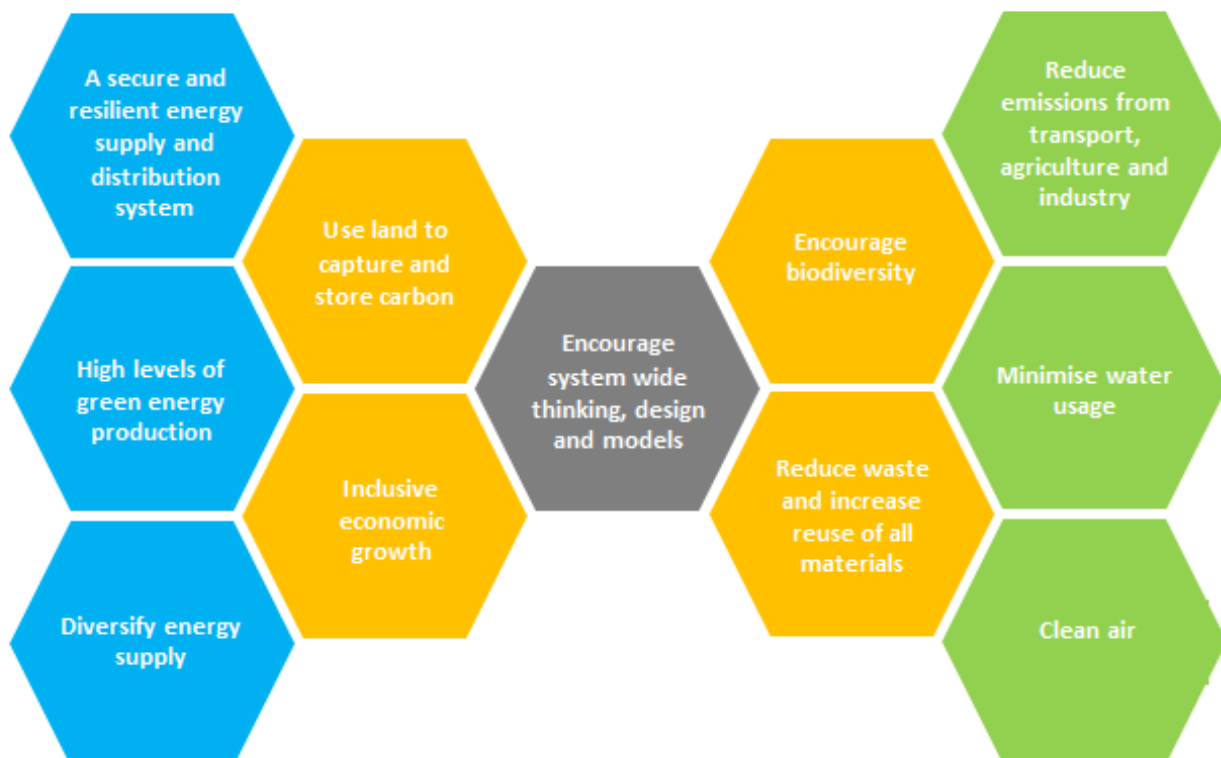 A secure and
resilient energy
supply and
distribution
system
High levels of
green energy
production
Diversify energy
supply
Use land to
capture and
store carbon
Inclusive
economic
growth
Encourage
system wide
thinking, design
and models
Encourage
biodiversity
Reduce waste
and increase
reuse of all
materials
Reduce
emissions from
transport,
agriculture and
industry
Minimise water
usage
Clean air